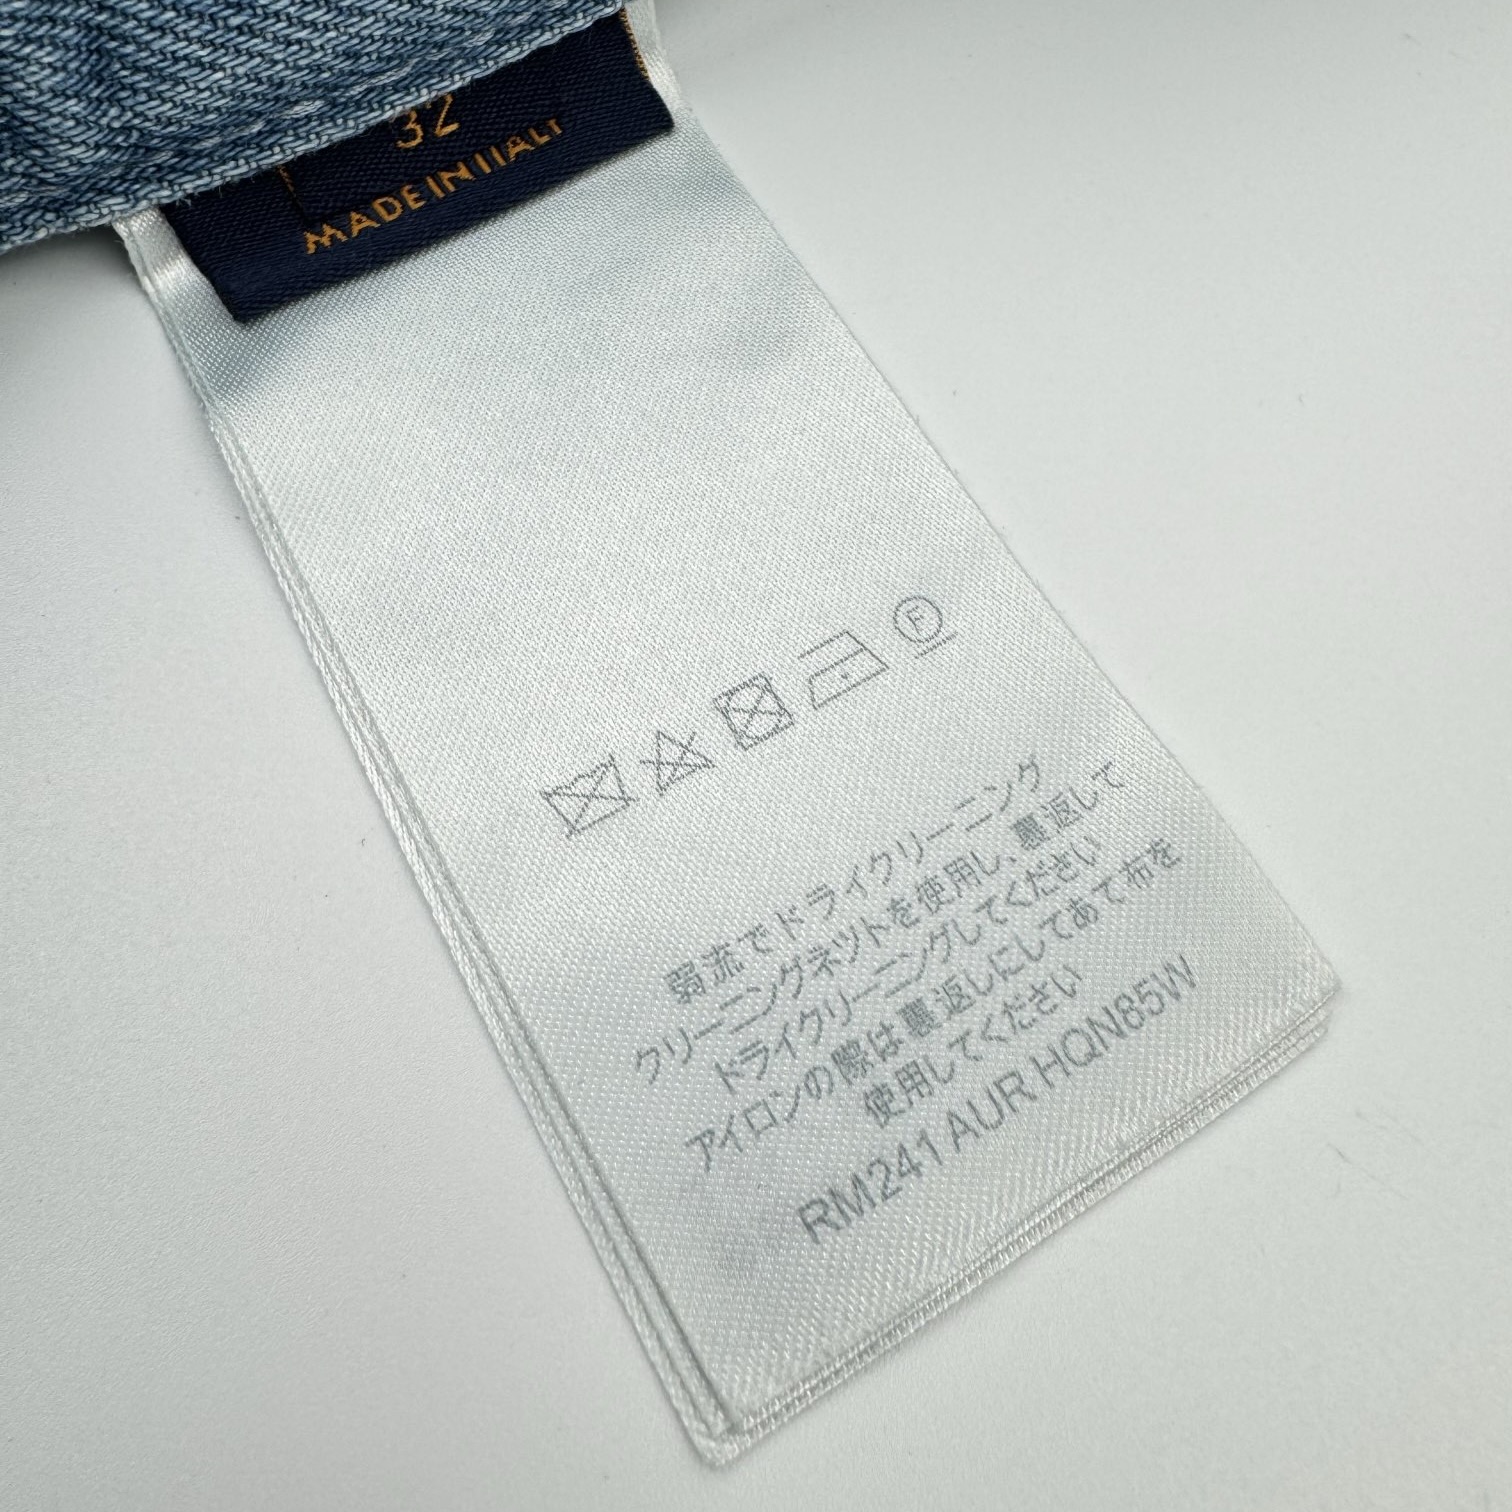 32
MADE IN ITALY
F
弱流でドライクリーニング
クリーニングネットを使用し、裏返して
ドライクリーニングしてください
アイロンの際は裏返しにしてあて布を
使用してください
RM241 AUR HQN85W